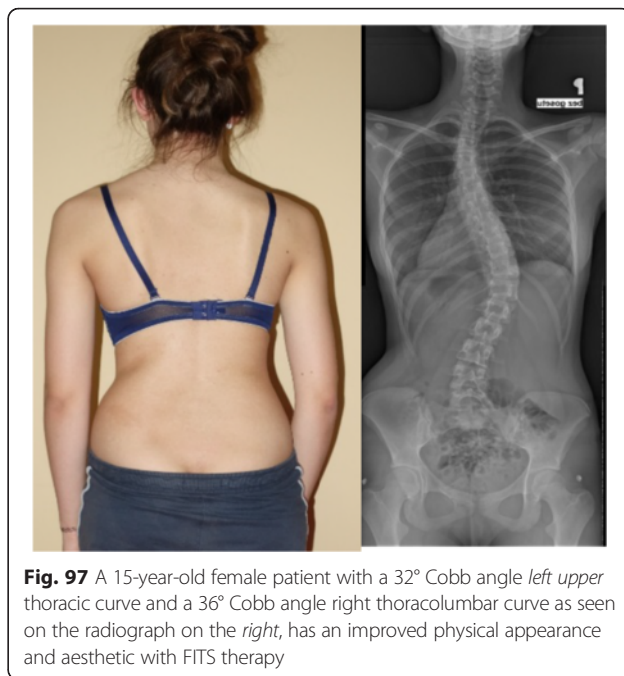 Fig. 97 A 15-year-old female patient with a 32° Cobb angle left upper
thoracic curve and a 36° Cobb angle right thoracolumbar curve as seen
on the radiograph on the right, has an improved physical appearance
and aesthetic with FITS therapy